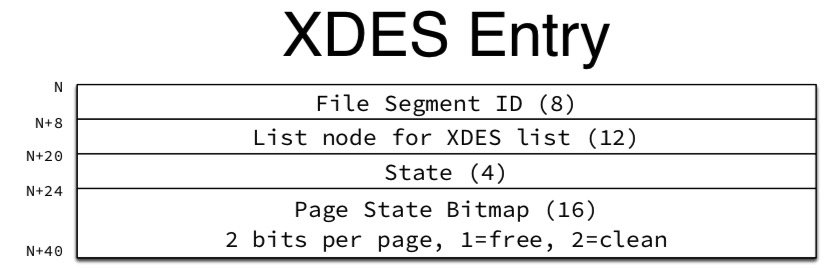 XDES Entry
N
File Segment ID (8)
N+8
List node for XDES list (12)
N+20
State (4)
N+24
Page State Bitmap (16)
2 bits per page, 1=free, 2=clean
N+40